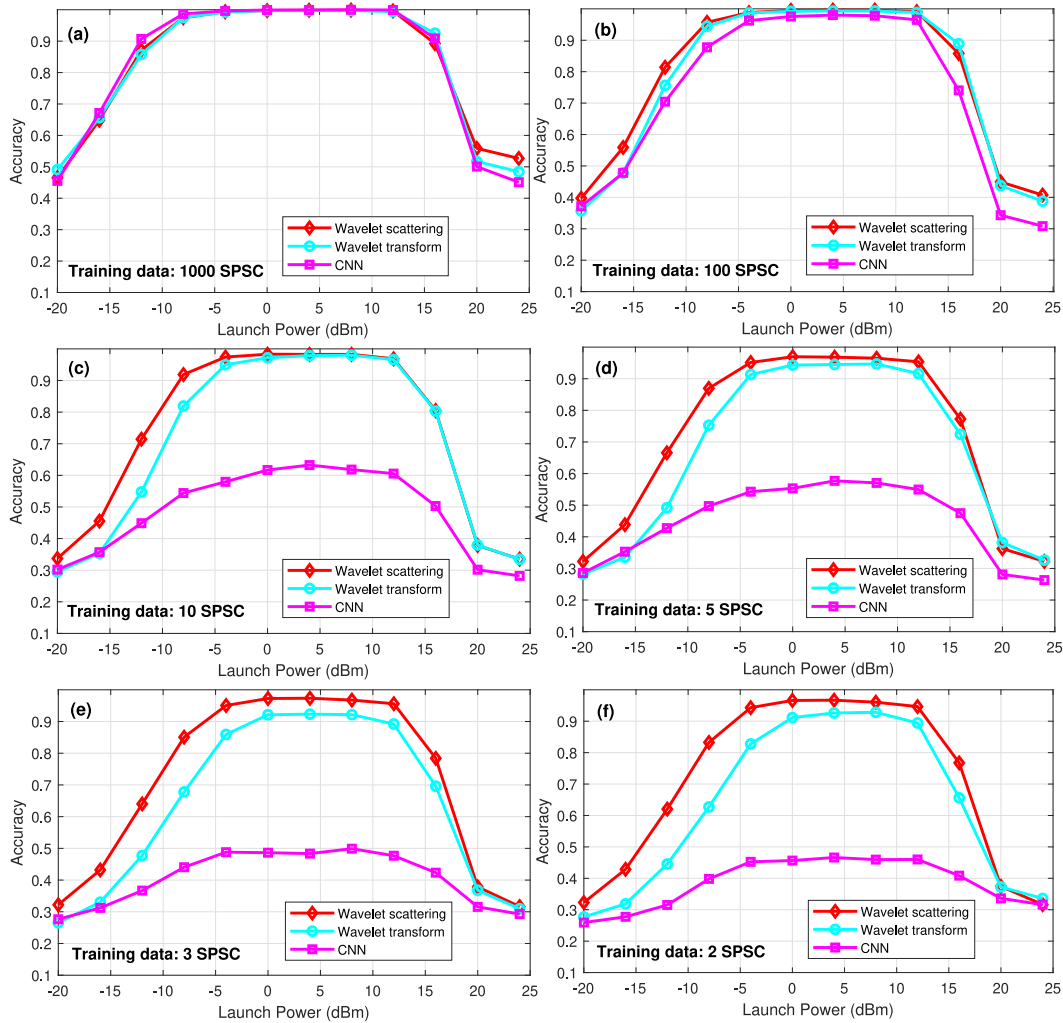 (a)
Accuracy
0.9
0.8
0.7
0.6
0.5
0.4
0.3
0.2
0.1
Wavelet scattering
Wavelet transform
CNN
Training data: 1000 SPSC
-20 -15 -10 -5 0 5 10 15 20 25
Launch Power (dBm)
(b)
Accuracy
0.9
0.8
0.7
0.6
0.5
0.4
0.3
0.2
0.1
Wavelet scattering
Wavelet transform
CNN
Training data: 100 SPSC
-20 -15 -10 -5 0 5 10 15 20 25
Launch Power (dBm)
(c)
Accuracy
0.9
0.8
0.7
0.6
0.5
0.4
0.3
0.2
0.1
Wavelet scattering
Wavelet transform
CNN
Training data: 10 SPSC
-20 -15 -10 -5 0 5 10 15 20 25
Launch Power (dBm)
(d)
Accuracy
0.9
0.8
0.7
0.6
0.5
0.4
0.3
0.2
0.1
Wavelet scattering
Wavelet transform
CNN
Training data: 5 SPSC
-20 -15 -10 -5 0 5 10 15 20 25
Launch Power (dBm)
(e)
Accuracy
0.9
0.8
0.7
0.6
0.5
0.4
0.3
0.2
0.1
Wavelet scattering
Wavelet transform
CNN
Training data: 3 SPSC
-20 -15 -10 -5 0 5 10 15 20 25
Launch Power (dBm)
(f)
Accuracy
0.9
0.8
0.7
0.6
0.5
0.4
0.3
0.2
0.1
Wavelet scattering
Wavelet transform
CNN
Training data: 2 SPSC
-20 -15 -10 -5 0 5 10 15 20 25
Launch Power (dBm)